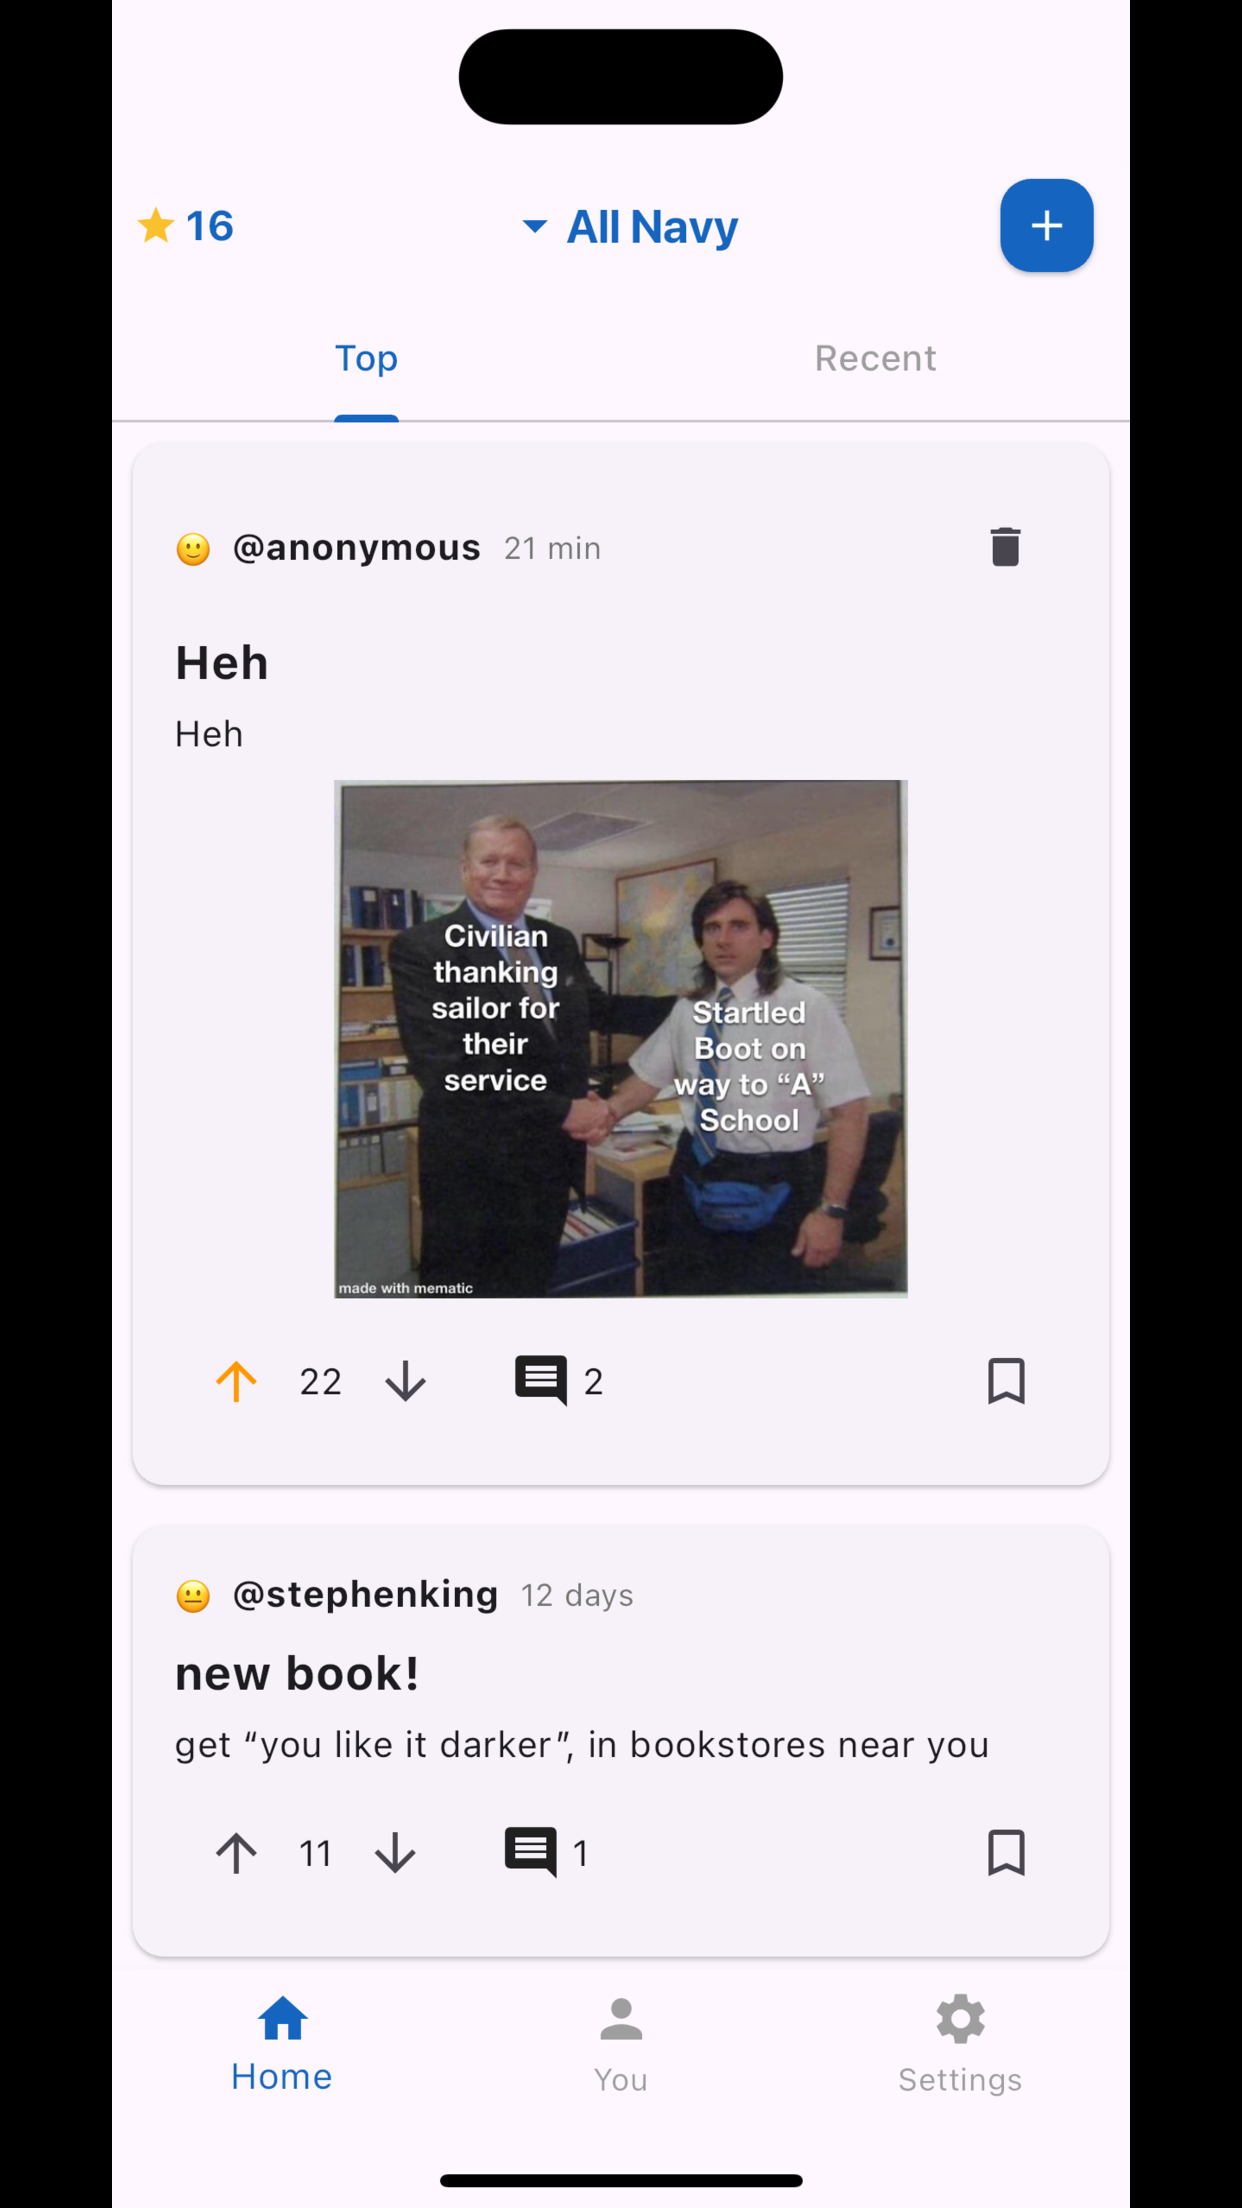 16
All Navy
Top
Recent
@anonymous 21 min
Heh
Heh
Civilian
thanking
sailor for
their
service
Startled
Boot on
way to “A”
School
made with mematic
22
2
@stephenking 12 days
new book!
get “you like it darker”, in bookstores near you
11
1
Home
You
Settings